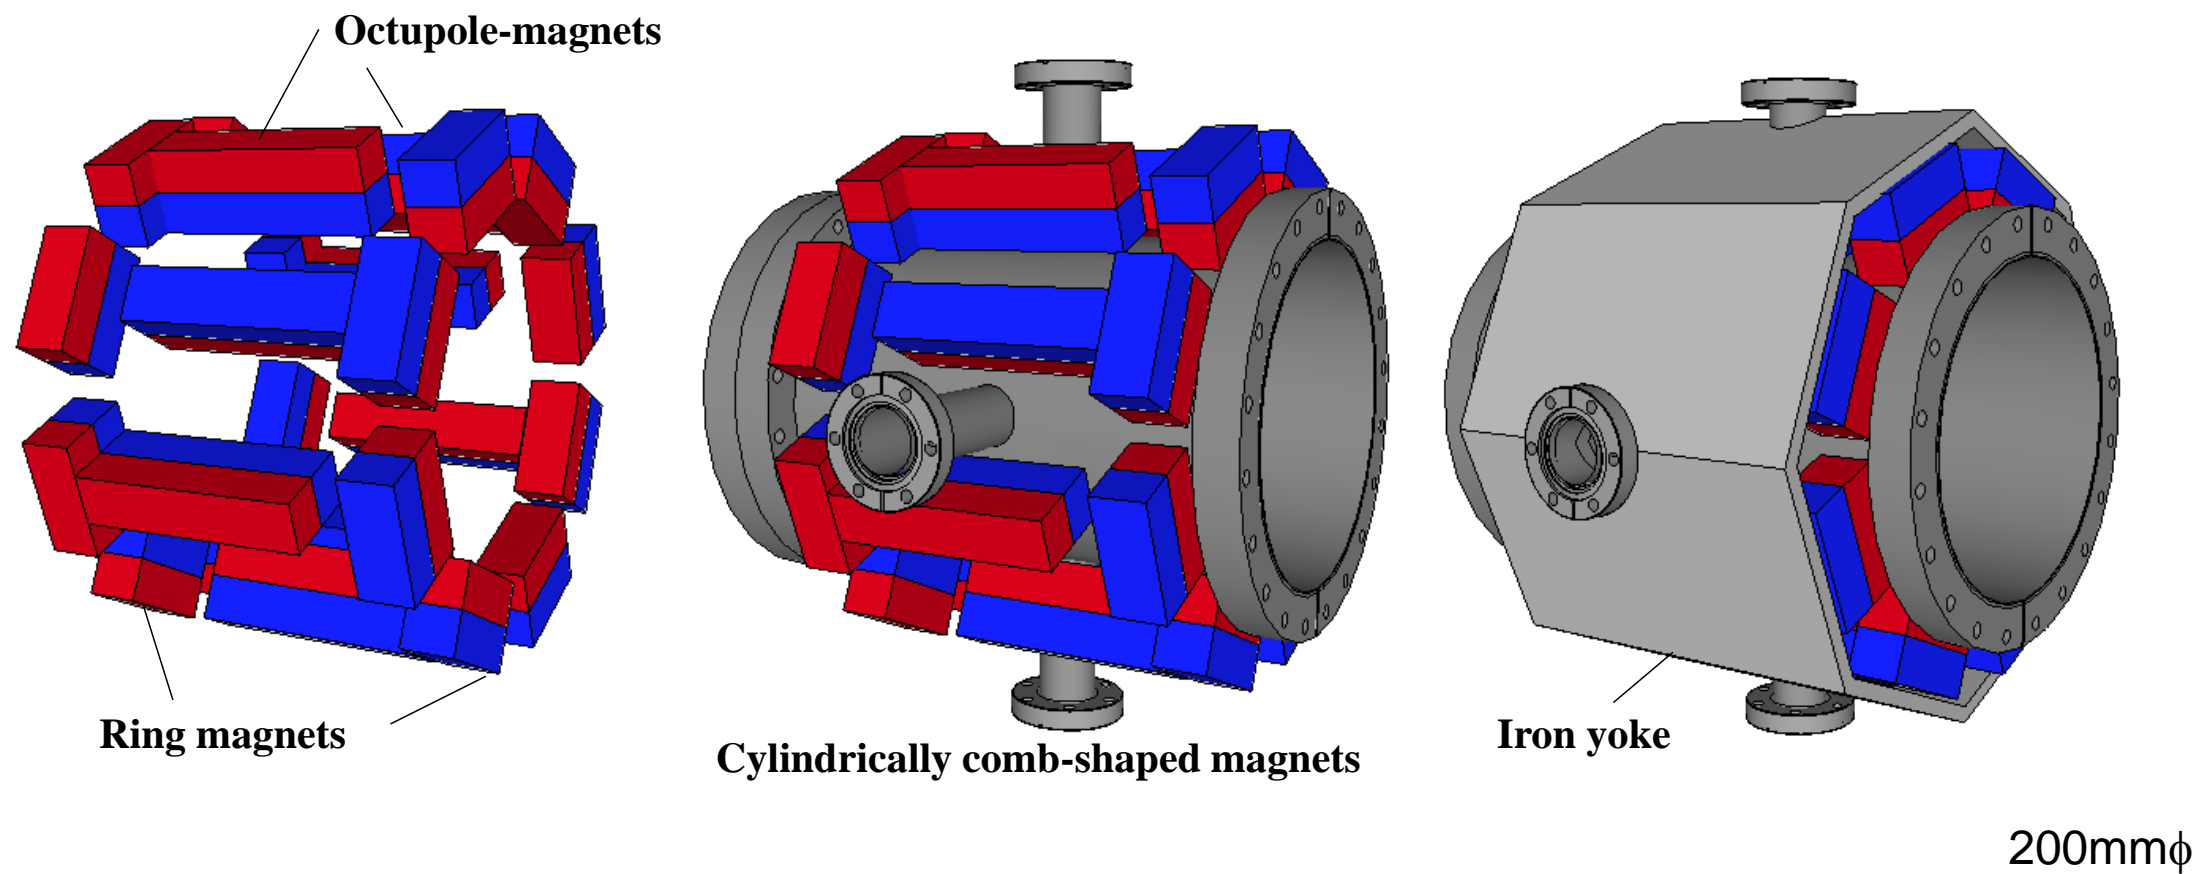 Octupole-magnets
Ring magnets
Cylindrically comb-shaped magnets
Iron yoke
200mmϕ